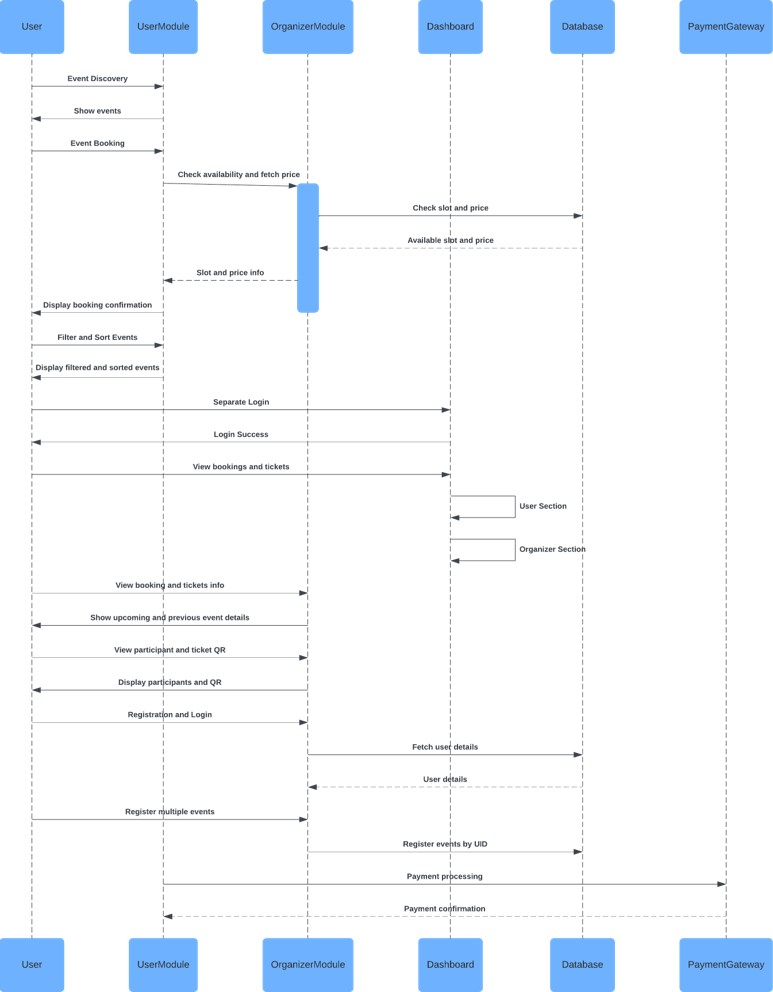 User
UserModule
OrganizerModule
Dashboard
Database
PaymentGateway
Event Discovery
Show events
Event Booking
Check availability and fetch price
Check slot and price
Available slot and price
Slot and price info
Display booking confirmation
Filter and Sort Events
Display filtered and sorted events
Separate Login
Login Success
View bookings and tickets
User Section
Organizer Section
View booking and tickets info
Show upcoming and previous event details
View participant and ticket QR
Display participants and QR
Registration and Login
Fetch user details
User details
Register multiple events
Register events by UID
Payment processing
Payment confirmation
User
UserModule
OrganizerModule
Dashboard
Database
PaymentGateway